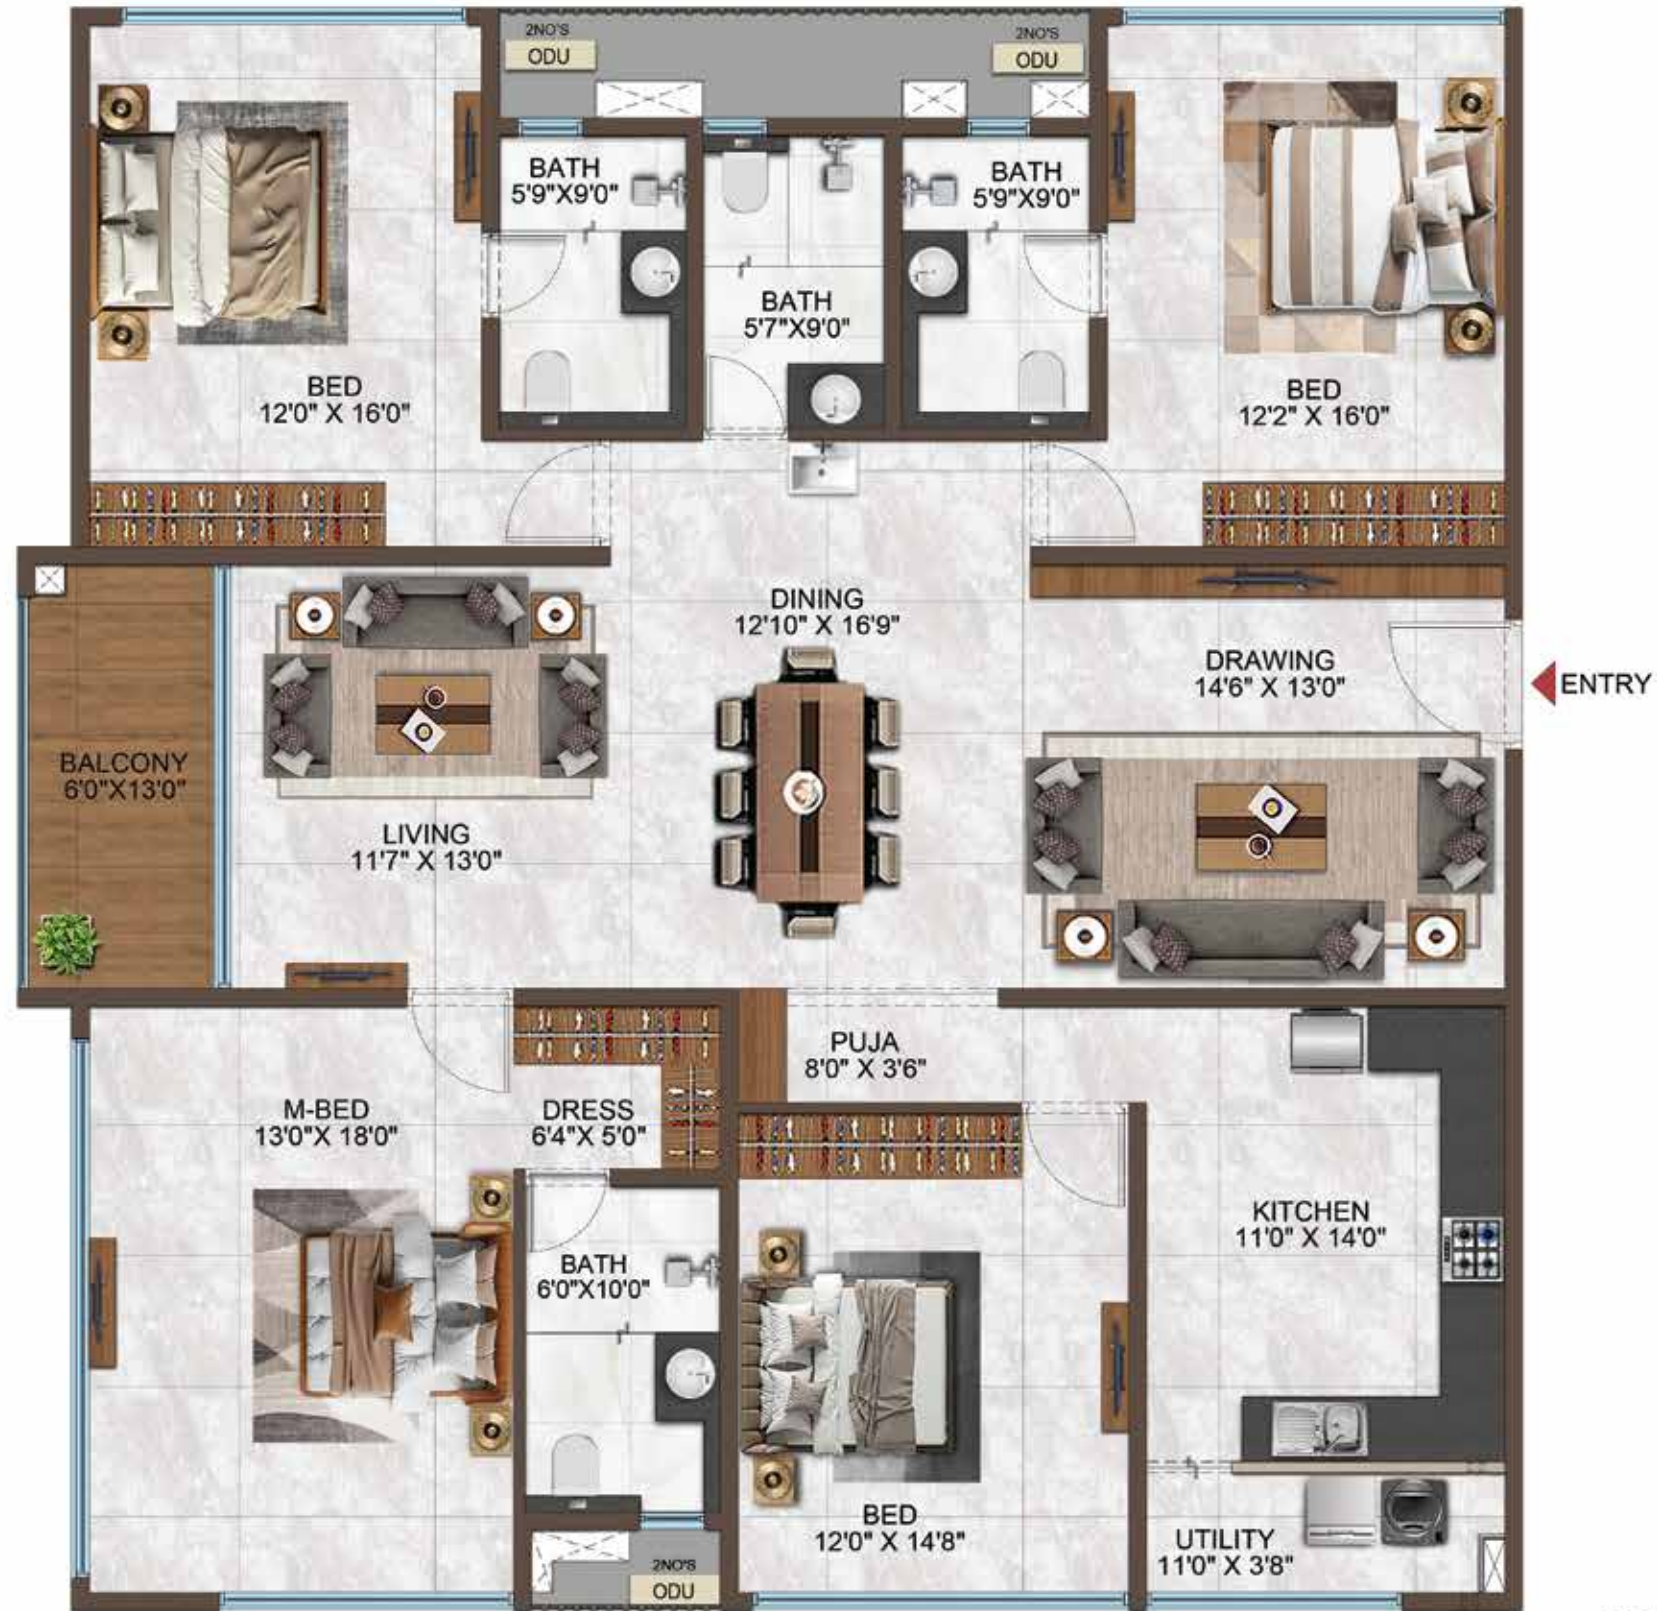 2NO'S
ODU
2NO'S
ODU
BATH
5'9"X9'0"
BATH
5'9"X9'0"
BATH
5'7"X9'0"
BED
12'0" X 16'0"
BED
12'2" X 16'0"
DINING
12'10" X 16'9"
DRAWING
14'6" X 13'0"
ENTRY
BALCONY
6'0"X13'0"
LIVING
11'7" X 13'0"
PUJA
8'0" X 3'6"
M-BED
13'0"X 18'0"
DRESS
6'4"X 5'0"
KITCHEN
11'0" X 14'0"
BATH
6'0"X10'0"
BED
12'0" X 14'8"
UTILITY
11'0" X 3'8"
2NO'S
ODU